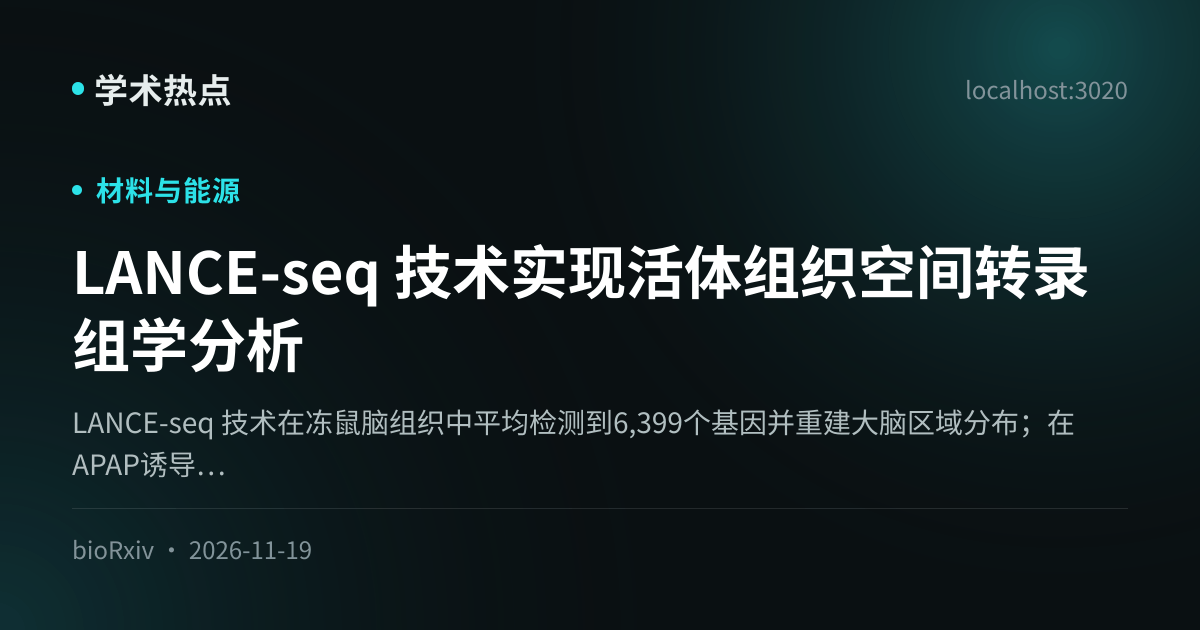 学术热点
localhost:3020
材料与能源
LANCE-seq 技术实现活体组织空间转录
组学分析
LANCE-seq 技术在冻鼠脑组织中平均检测到6,399个基因并重建大脑区域分布；在
APAP诱导…
bioRxiv · 2026-11-19